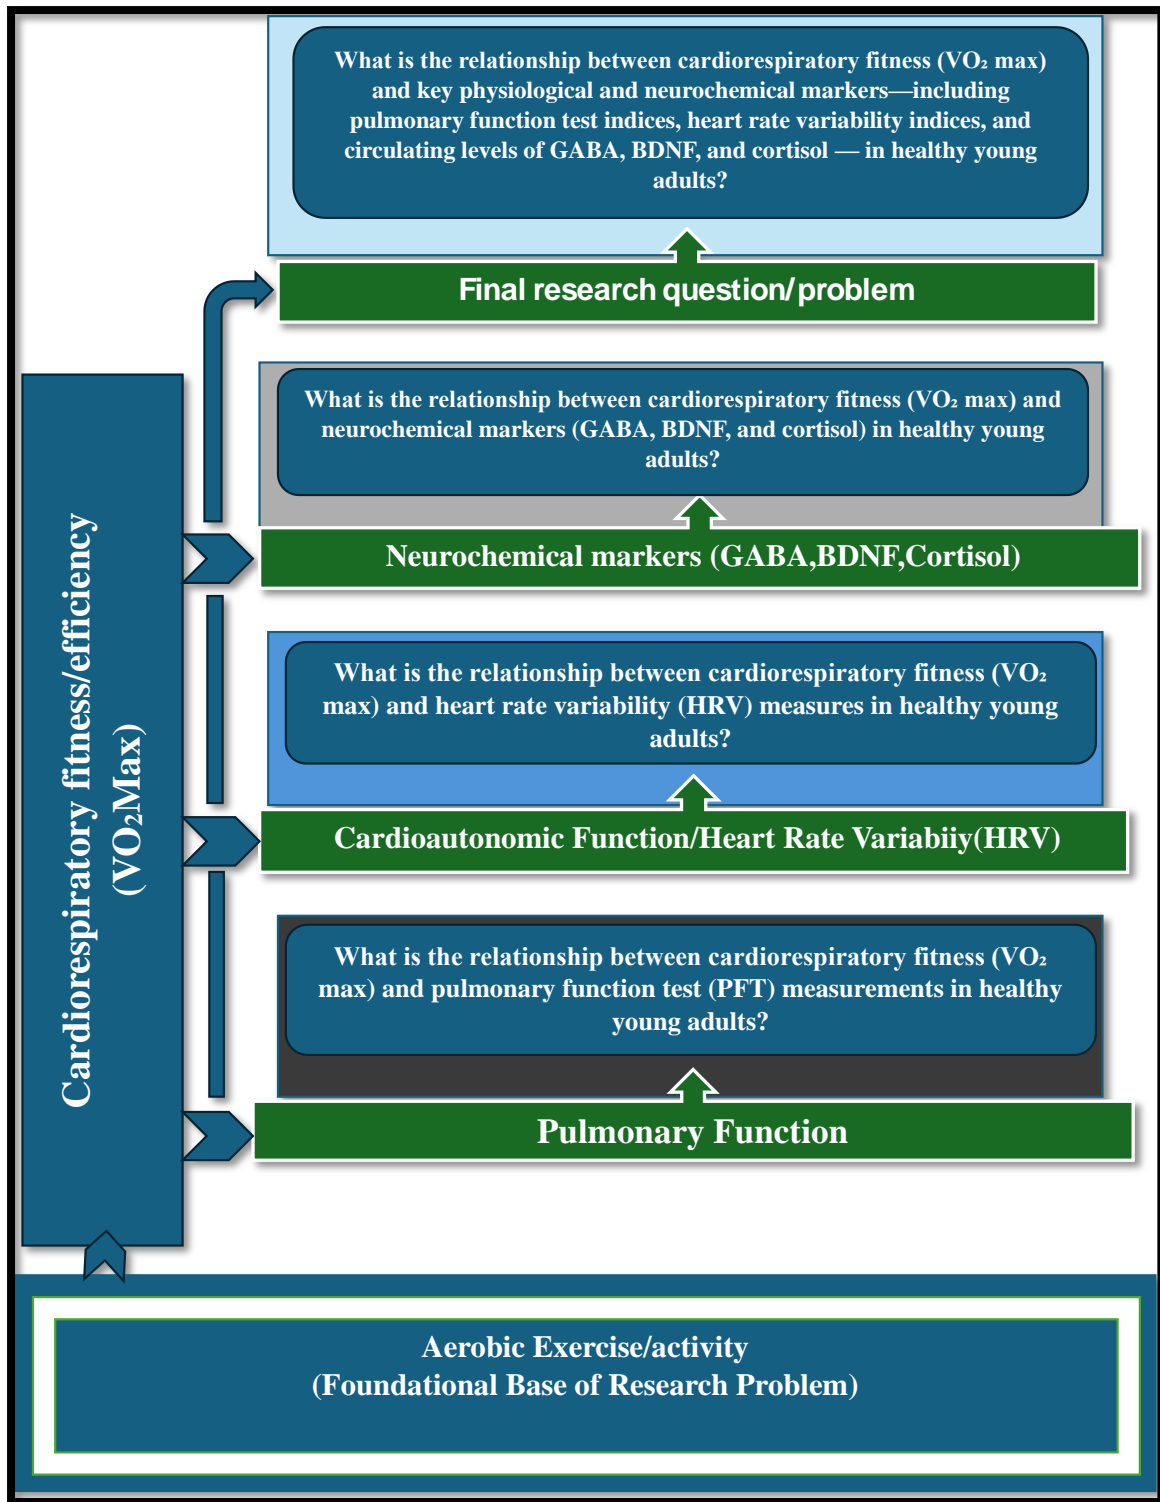 What is the relationship between cardiorespiratory fitness (VO₂ max)
and key physiological and neurochemical markers—including
pulmonary function test indices, heart rate variability indices, and
circulating levels of GABA, BDNF, and cortisol — in healthy young
adults?
Final research question/problem
What is the relationship between cardiorespiratory fitness (VO₂ max) and
neurochemical markers (GABA, BDNF, and cortisol) in healthy young
adults?
Neurochemical markers (GABA,BDNF,Cortisol)
What is the relationship between cardiorespiratory fitness (VO₂
max) and heart rate variability (HRV) measures in healthy young
adults?
Cardioautonomic Function/Heart Rate Variabiiy(HRV)
What is the relationship between cardiorespiratory fitness (VO₂
max) and pulmonary function test (PFT) measurements in healthy
young adults?
Pulmonary Function
Cardiorespiratory fitness/efficiency
(VO₂Max)
Aerobic Exercise/activity
(Foundational Base of Research Problem)